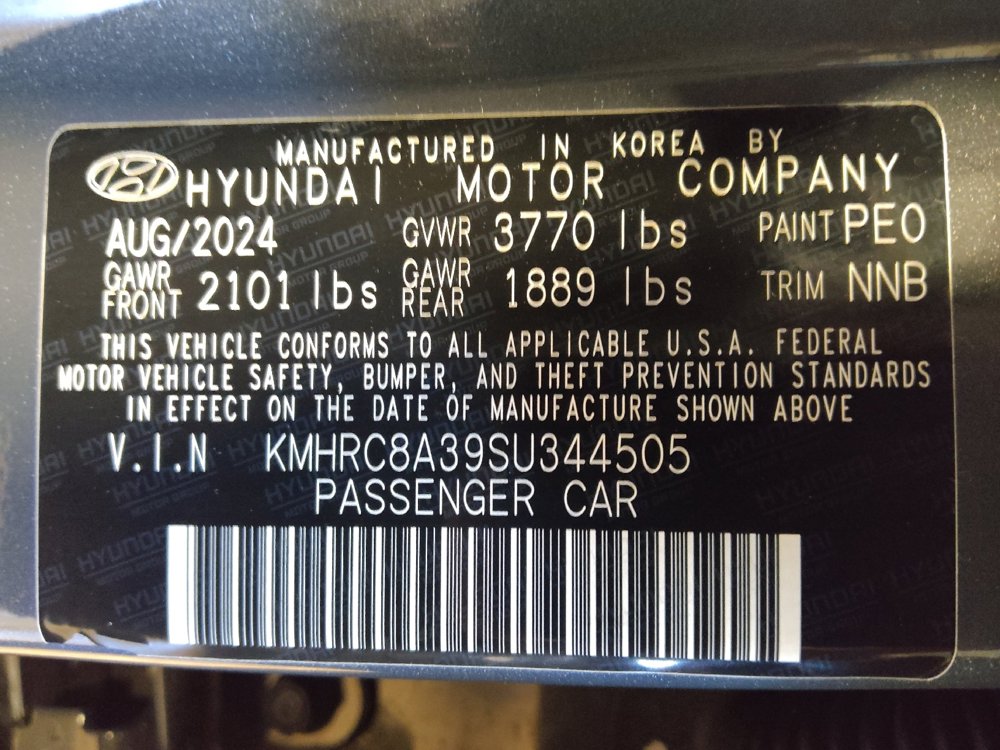 MANUFACTURED IN KOREA BY
HYUNDAI MOTOR COMPANY
AUG/2024 GVWR 3770 lbs PAINT PE0
GAWR FRONT 2101 lbs GAWR REAR 1889 lbs TRIM NNB
THIS VEHICLE CONFORMS TO ALL APPLICABLE U.S.A. FEDERAL
MOTOR VEHICLE SAFETY, BUMPER, AND THEFT PREVENTION STANDARDS
IN EFFECT ON THE DATE OF MANUFACTURE SHOWN ABOVE
V.I.N KMHRC8A39SU344505
PASSENGER CAR